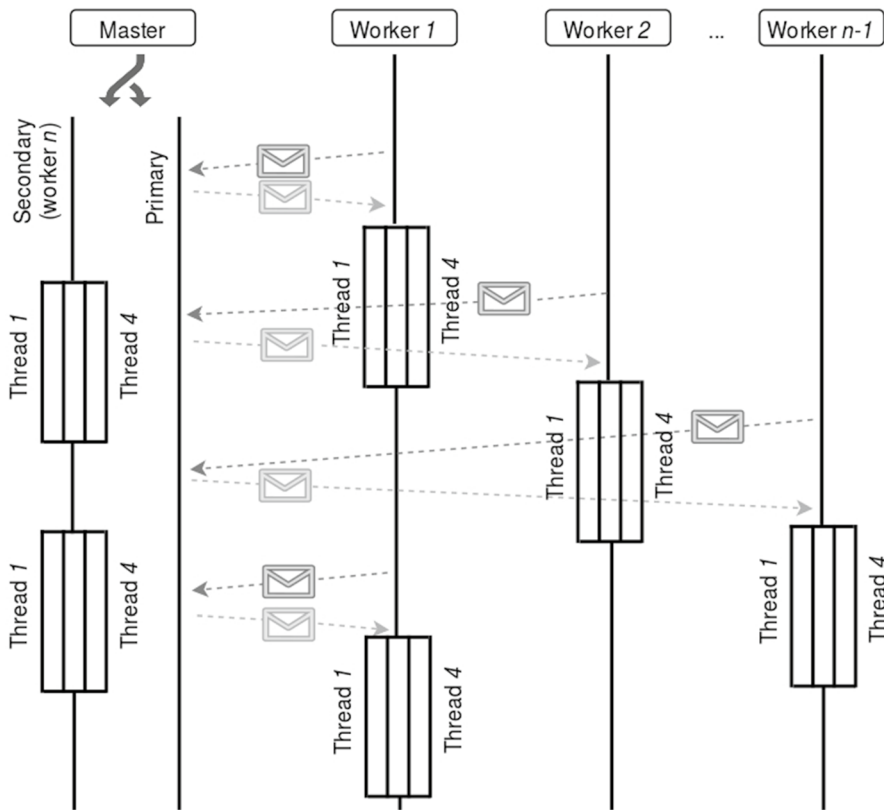 Master
Worker 1
Worker 2
...
Worker n-1
Secondary
(worker n)
Primary
Thread 1
Thread 4
Thread 1
Thread 4
Thread 1
Thread 4
Thread 1
Thread 4
Thread 1
Thread 4
Thread 1
Thread 4